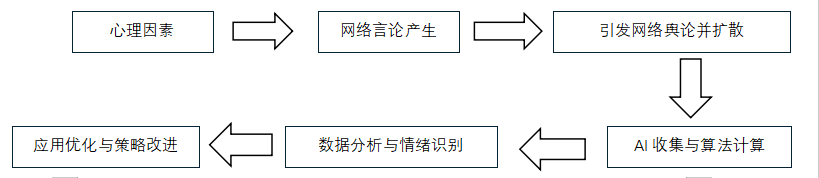 心理因素
网络言论产生
引发网络舆论并扩散
AI 收集与算法计算
数据分析与情绪识别
应用优化与策略改进